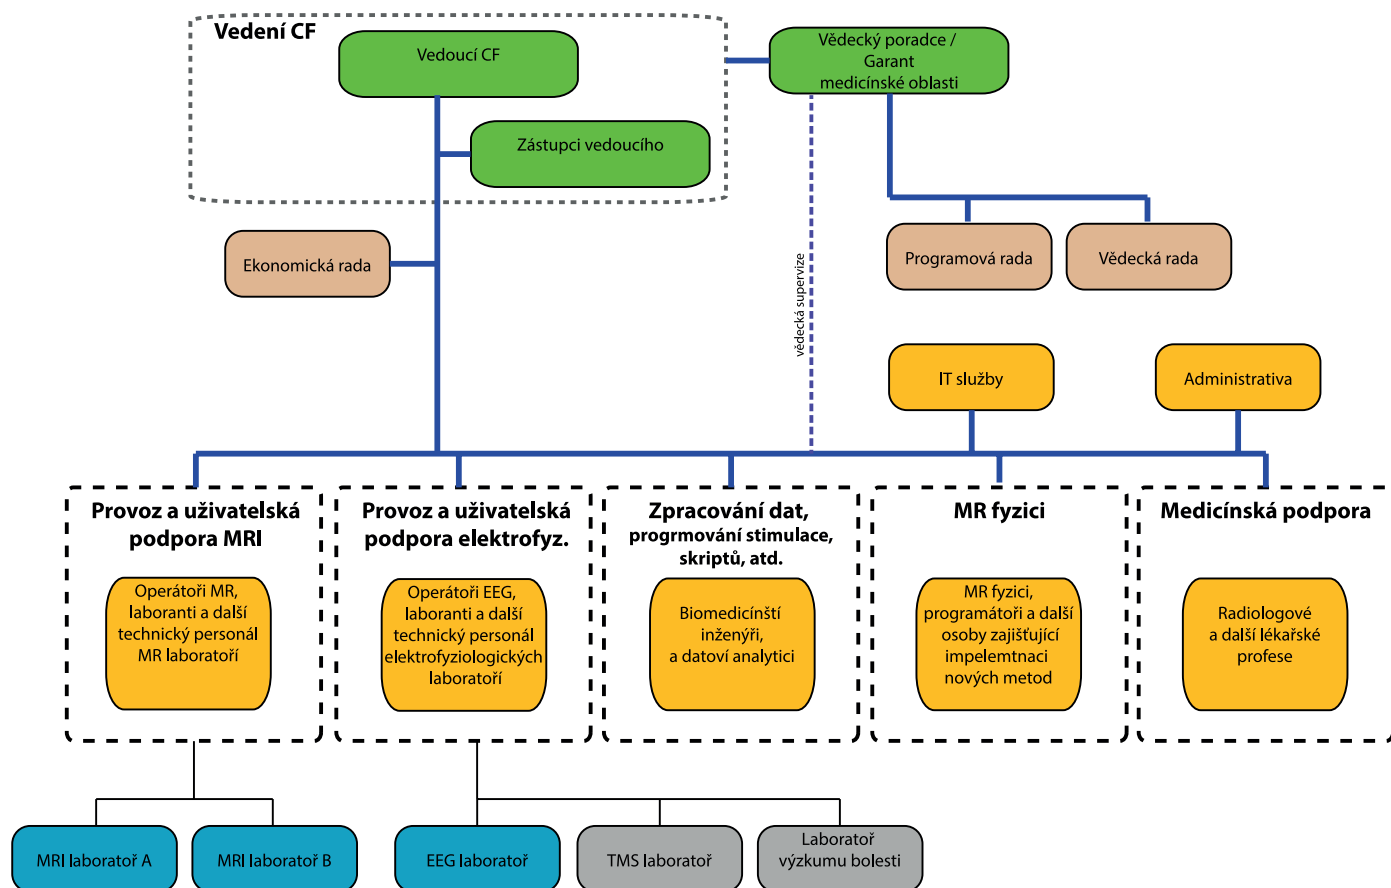 Vedení CF
Vedoucí CF
Zástupci vedoucího
Vědecký poradce /
Garant
medicínské oblasti
Ekonomická rada
Programová rada
Vědecká rada
vědecká supervize
IT služby
Administrativa
Provoz a uživatelská
podpora MRI
Operátoři MR,
laboranti a další
technický personál
MR laboratoří
Provoz a uživatelská
podpora elektrofyz.
Operátoři EEG,
laboranti a další
technický personál
elektrofyziologických
laboratoří
Zpracování dat,
progrmování stimulace,
skriptů, atd.
Biomedicínští
inženýři,
a datoví analytici
MR fyzici
MR fyzici,
programátoři a další
osoby zajišťující
impelemtnaci
nových metod
Medicínská podpora
Radiologové
a další lékařské
profese
MRI laboratoř A
MRI laboratoř B
EEG laboratoř
TMS laboratoř
Laboratoř
výzkumu bolesti